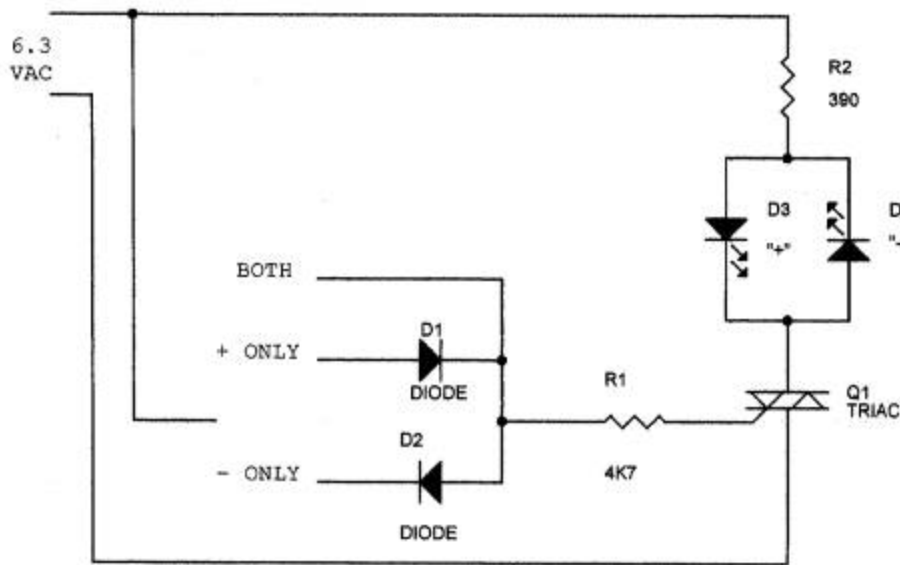 6.3
VAC
R2
390
D3
"+"
D
"-
BOTH
+ ONLY
D1
DIODE
- ONLY
D2
DIODE
R1
4K7
Q1
TRIAC